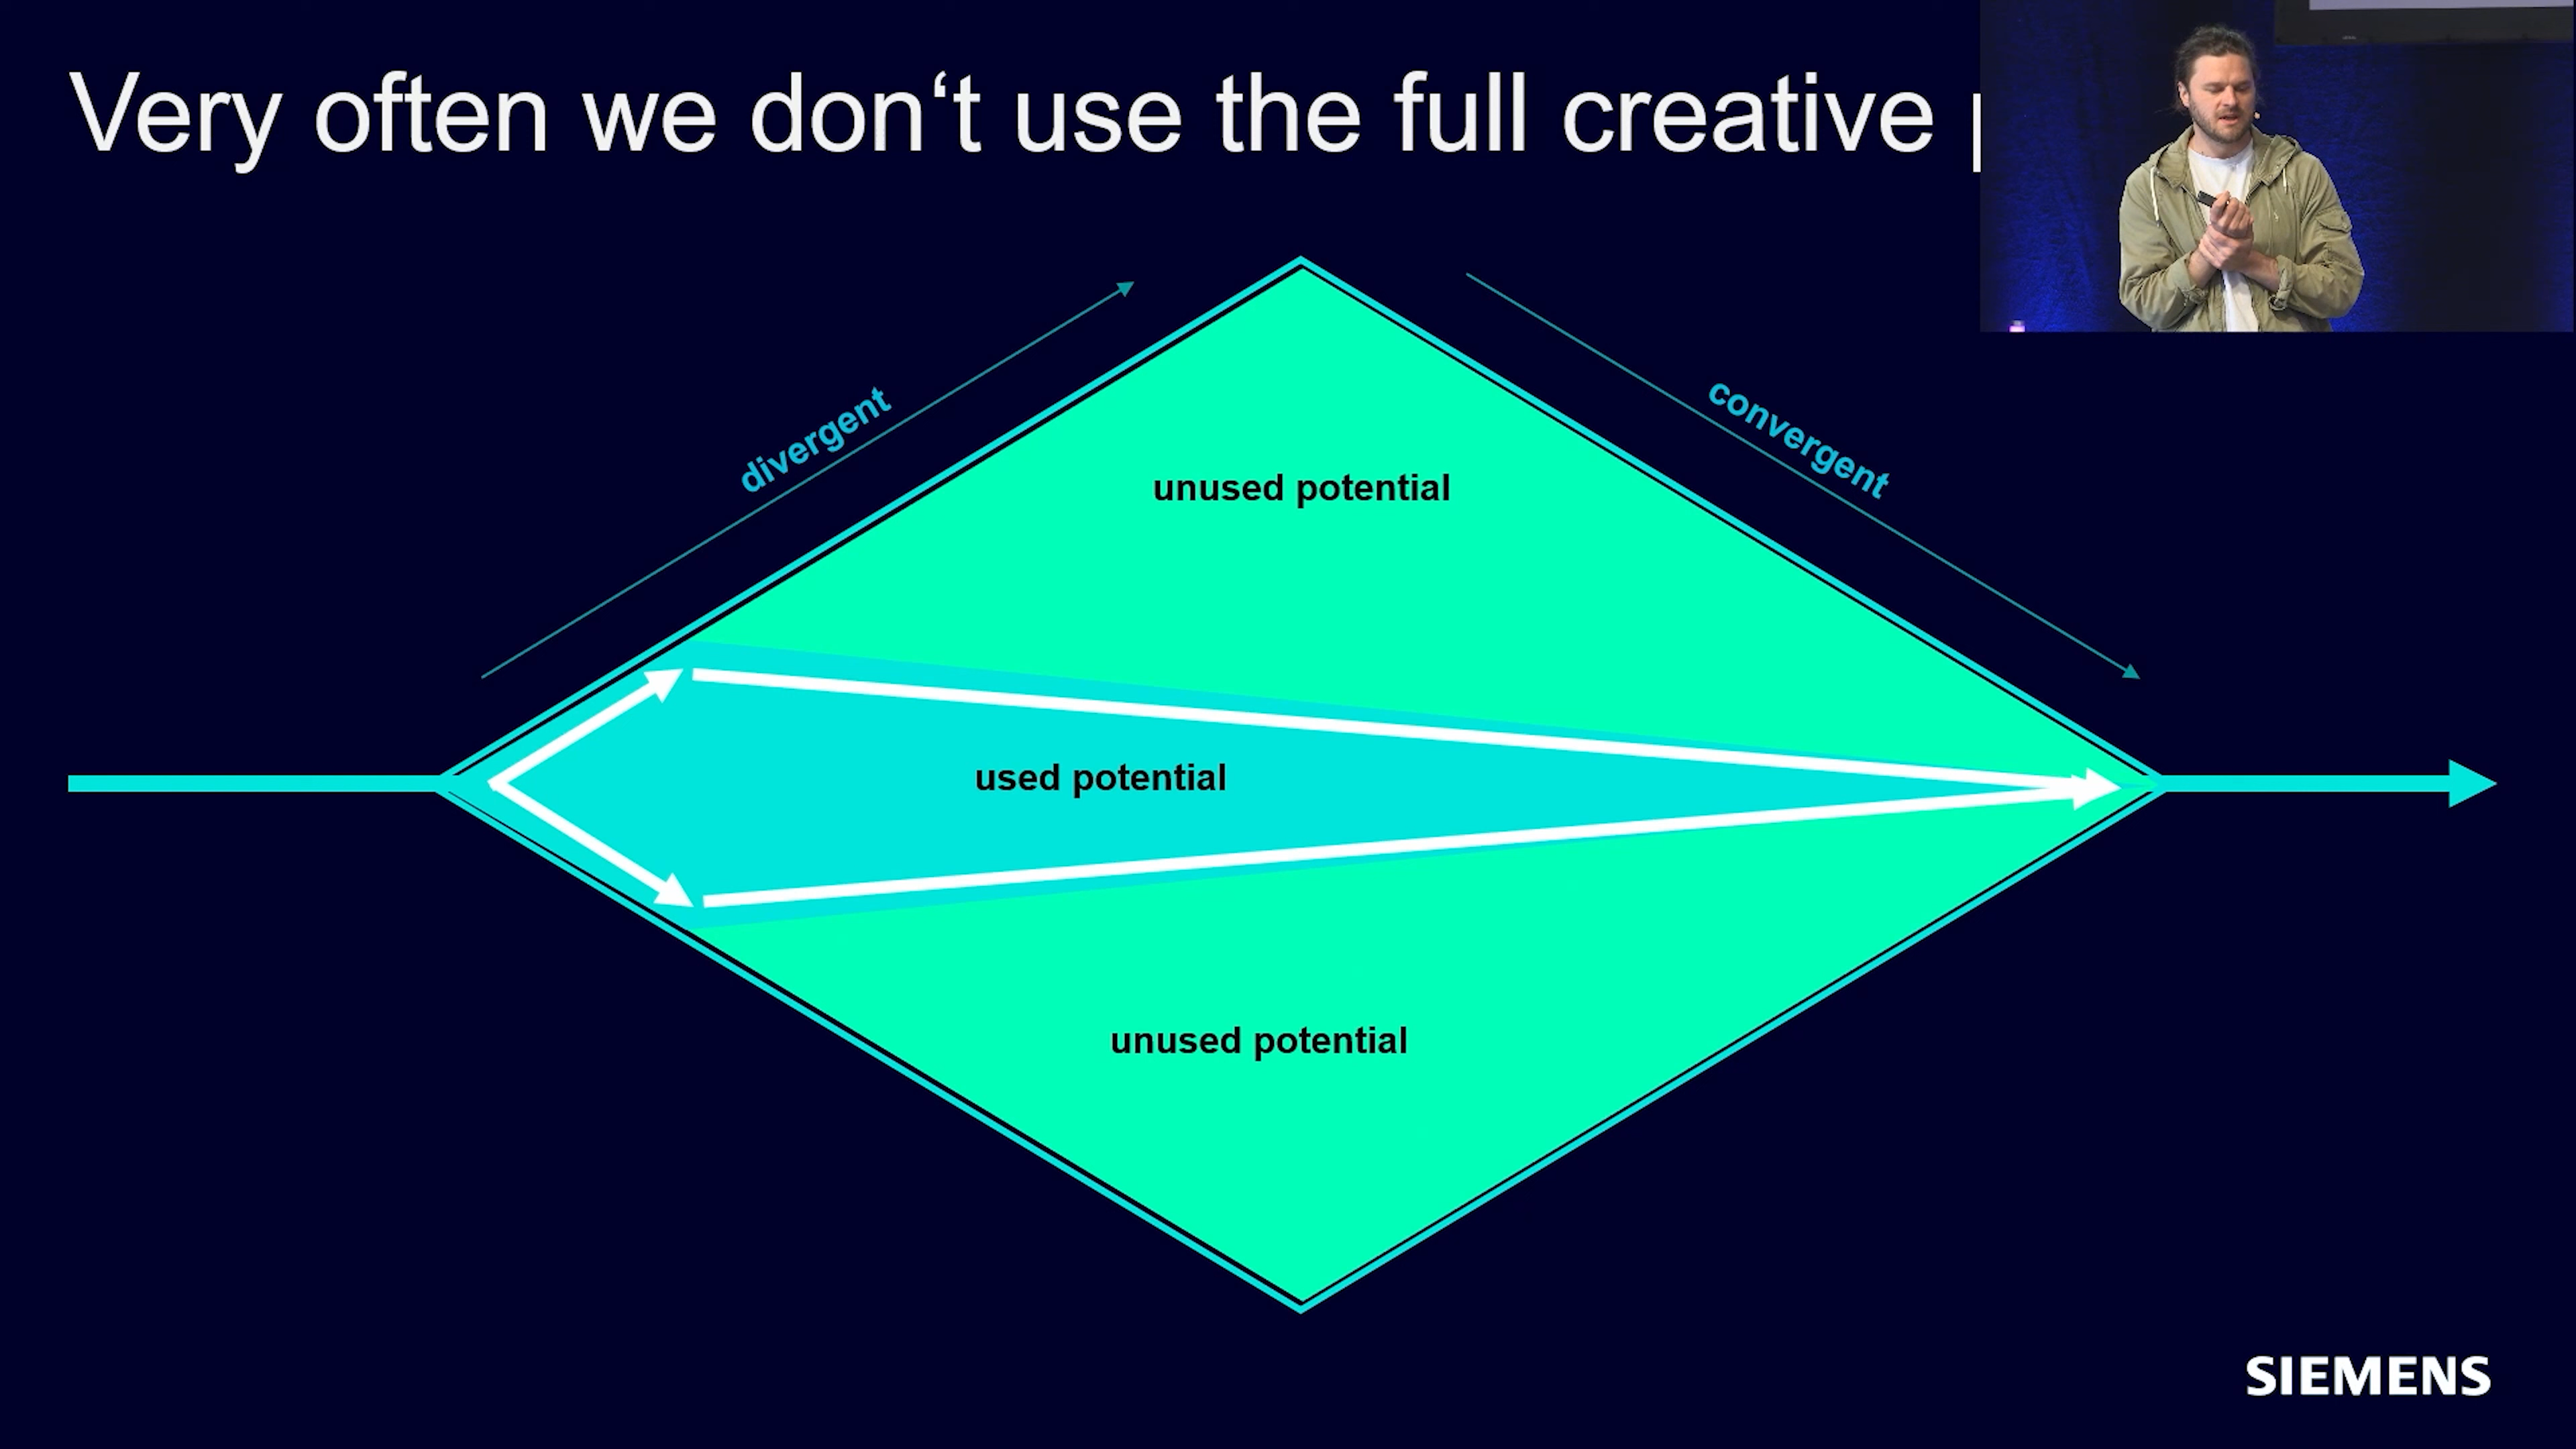 Very often we don‘t use the full creative
divergent
convergent
unused potential
used potential
unused potential
SIEMENS